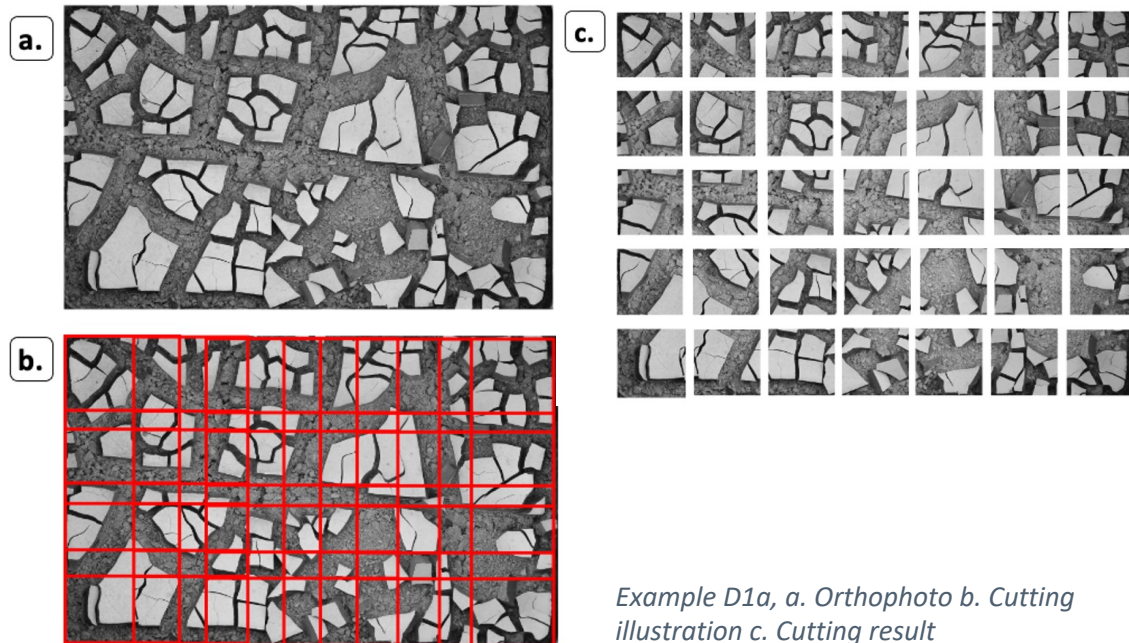 a.
b.
c.
Example D1a, a. Orthophoto b. Cutting
illustration c. Cutting result